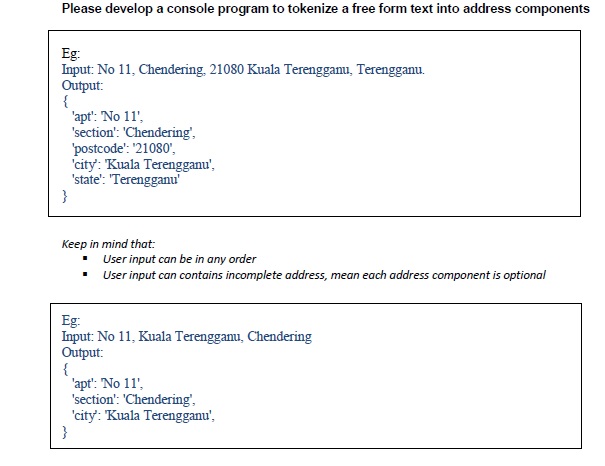 Please develop a console program to tokenize a free form text into address components
Eg:
Input: No 11, Chendering, 21080 Kuala Terengganu, Terengganu.
Output:
{
'apt': 'No 11',
'section': 'Chendering',
'postcode': '21080',
'city': 'Kuala Terengganu',
'state': 'Terengganu'
}
Keep in mind that:
▪ User input can be in any order
▪ User input can contains incomplete address, mean each address component is optional
Eg:
Input: No 11, Kuala Terengganu, Chendering
Output:
{
'apt': 'No 11',
'section': 'Chendering',
'city': 'Kuala Terengganu',
}